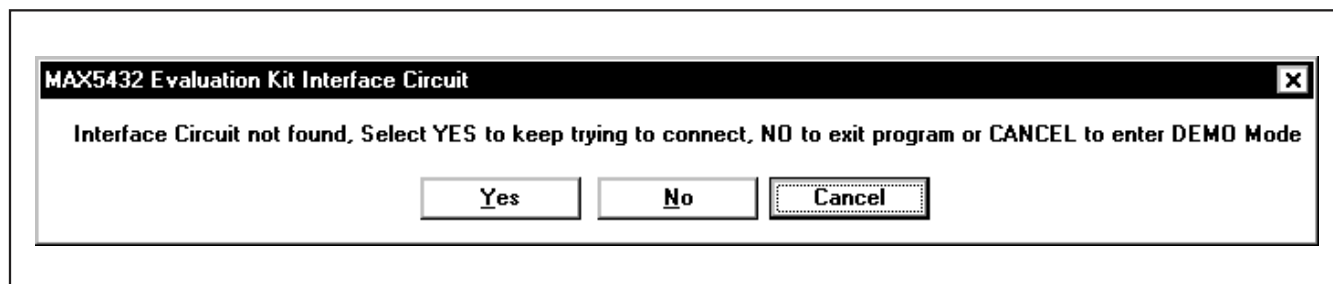 MAX5432 Evaluation Kit Interface Circuit
Interface Circuit not found, Select YES to keep trying to connect, NO to exit program or CANCEL to enter DEMO Mode
Yes No Cancel